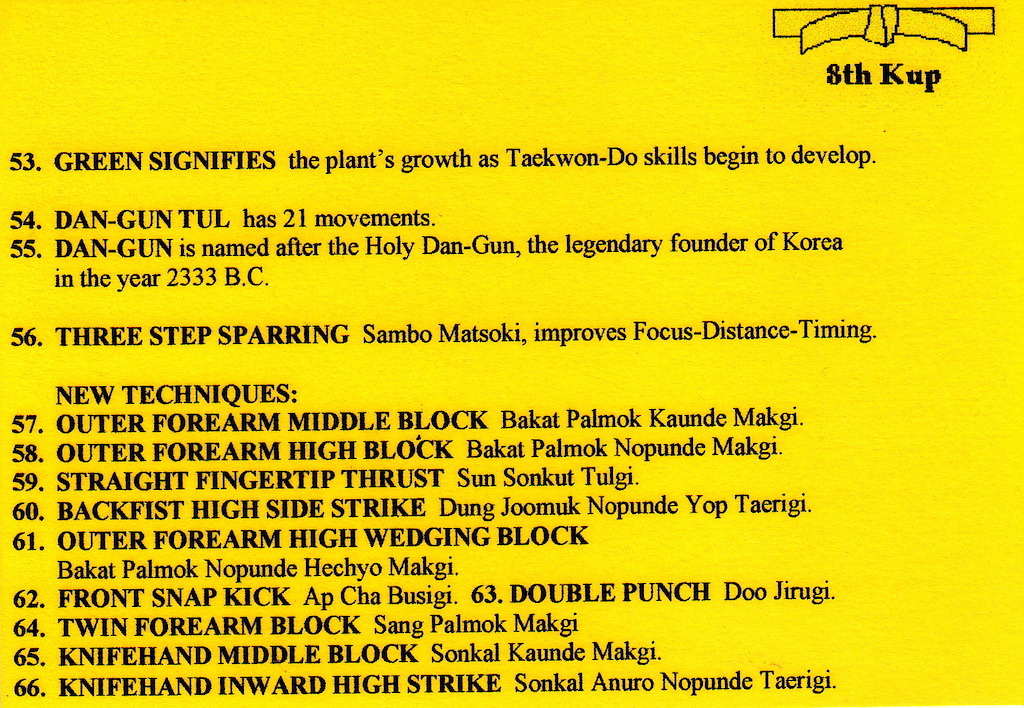 8th Kup
53. GREEN SIGNIFIES the plant's growth as Taekwon-Do skills begin to develop.
54. DAN-GUN TUL has 21 movements.
55. DAN-GUN is named after the Holy Dan-Gun, the legendary founder of Korea
in the year 2333 B.C.
56. THREE STEP SPARRING Sambo Matsoki, improves Focus-Distance-Timing.
NEW TECHNIQUES:
57. OUTER FOREARM MIDDLE BLOCK Bakat Palmok Kaunde Makgi.
58. OUTER FOREARM HIGH BLOCK Bakat Palmok Nopunde Makgi.
59. STRAIGHT FINGERTIP THRUST Sun Sonkut Tulgi.
60. BACKFIST HIGH SIDE STRIKE Dung Joomuk Nopunde Yop Taerigi.
61. OUTER FOREARM HIGH WEDGING BLOCK
Bakat Palmok Nopunde Hechyo Makgi.
62. FRONT SNAP KICK Ap Cha Busigi. 63. DOUBLE PUNCH Doo Jirugi.
64. TWIN FOREARM BLOCK Sang Palmok Makgi
65. KNIFEHAND MIDDLE BLOCK Sonkal Kaunde Makgi.
66. KNIFEHAND INWARD HIGH STRIKE Sonkal Anuro Nopunde Taerigi.